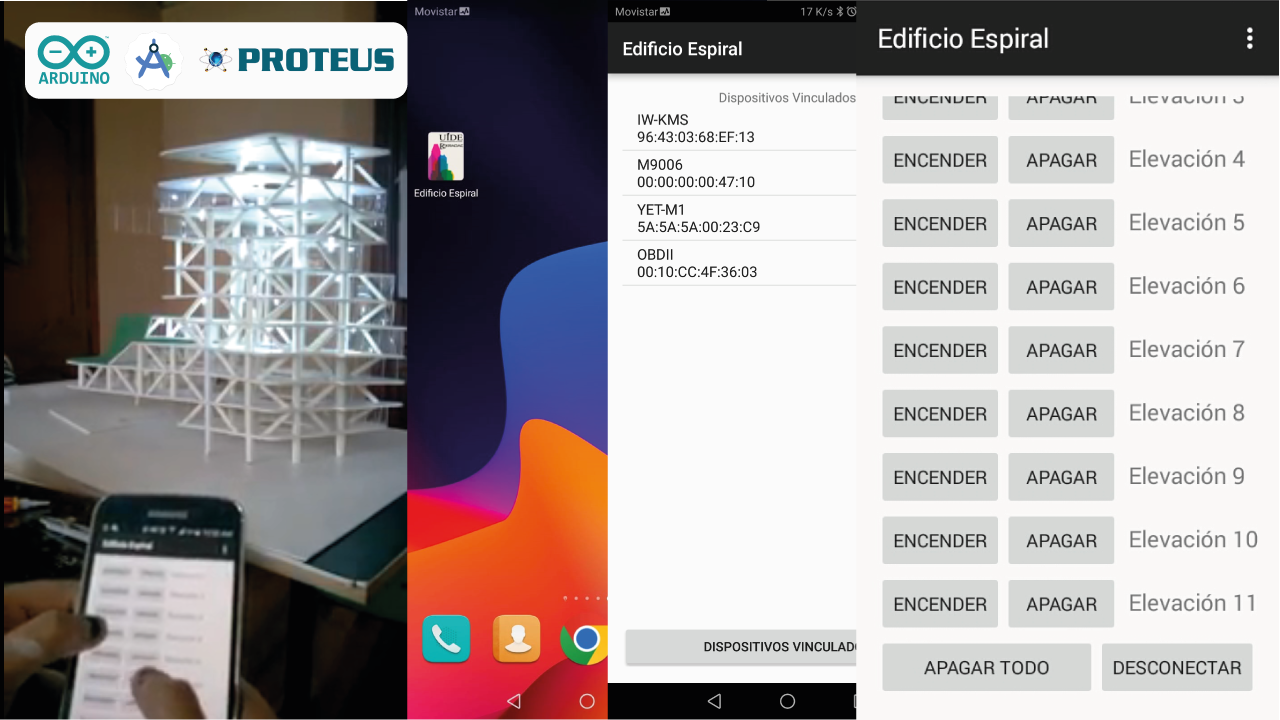 ARDUINO
PROTEUS
Edificio Espiral
Movistar
UIDE
Edificio Espiral
Movistar
17 K/s
Edificio Espiral
Dispositivos Vinculados
IW-KMS
96:43:03:68:EF:13
M9006
00:00:00:00:47:10
YET-M1
5A:5A:5A:00:23:C9
OBDII
00:10:CC:4F:36:03
DISPOSITIVOS VINCULAD
Edificio Espiral
ENCENDER APAGAR Elevación 3
ENCENDER APAGAR Elevación 4
ENCENDER APAGAR Elevación 5
ENCENDER APAGAR Elevación 6
ENCENDER APAGAR Elevación 7
ENCENDER APAGAR Elevación 8
ENCENDER APAGAR Elevación 9
ENCENDER APAGAR Elevación 10
ENCENDER APAGAR Elevación 11
APAGAR TODO DESCONECTAR